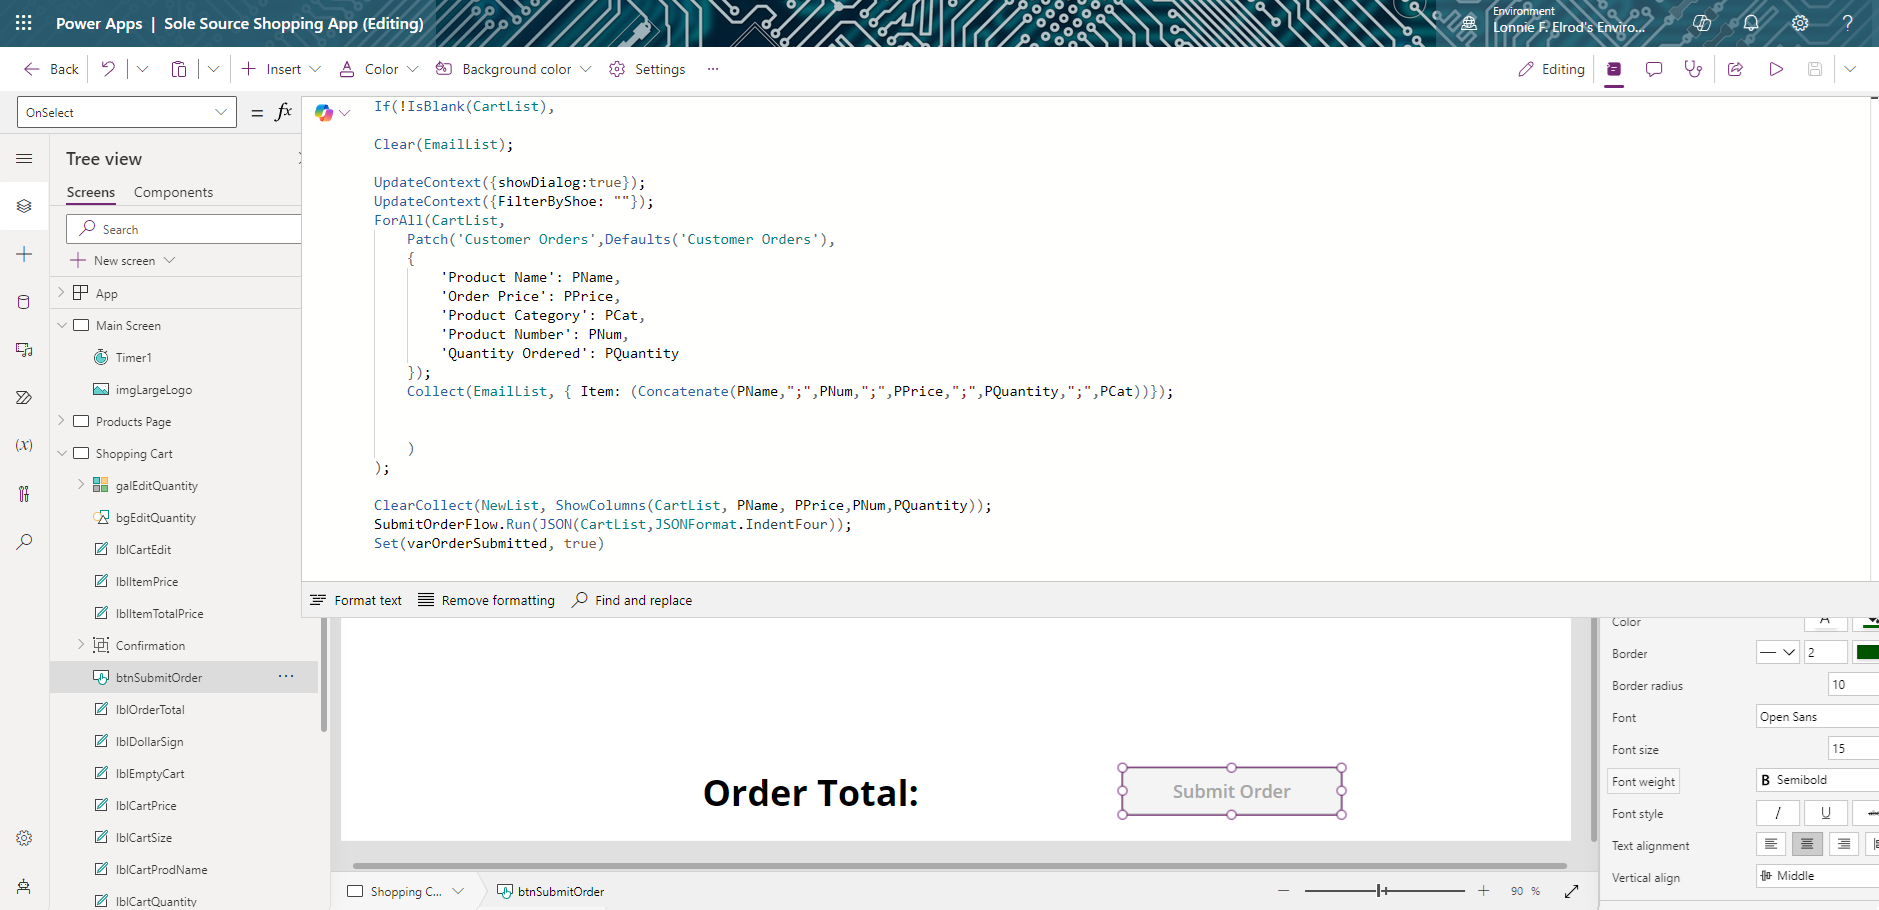 Power Apps | Sole Source Shopping App (Editing)
Environment
Lonnie F. Elrod's Enviro...
?
Back
Insert
Color
Background color
Settings
...
Editing
OnSelect
= fx
If(!IsBlank(CartList),
Clear(EmailList);
UpdateContext({showDialog:true});
UpdateContext({FilterByShoe: ""});
ForAll(CartList,
Patch('Customer Orders',Defaults('Customer Orders'),
{
'Product Name': PName,
'Order Price': PPrice,
'Product Category': PCat,
'Product Number': PNum,
'Quantity Ordered': PQuantity
});
Collect(EmailList, { Item: (Concatenate(PName,";",PNum,";",PPrice,";",PQuantity,";",PCat))});
)
);
ClearCollect(NewList, ShowColumns(CartList, PName, PPrice,PNum,PQuantity));
SubmitOrderFlow.Run(JSON(CartList,JSONFormat.IndentFour));
Set(varOrderSubmitted, true)
Format text
Remove formatting
Find and replace
Tree view
Screens
Components
Search
New screen
App
Main Screen
Timer1
imgLargeLogo
Products Page
(x)
Shopping Cart
galEditQuantity
bgEditQuantity
lblCartEdit
lblItemPrice
lblItemTotalPrice
Confirmation
btnSubmitOrder
...
lblOrderTotal
lblDollarSign
lblEmptyCart
lblCartPrice
lblCartSize
lblCartProdName
lblCartQuantity
Order Total:
Submit Order
Shopping C...
btnSubmitOrder
90 %
Color
A
Border
2
Border radius
10
Font
Open Sans
Font size
15
Font weight
B Semibold
Font style
/
U
abc
Text alignment
Vertical align
Middle